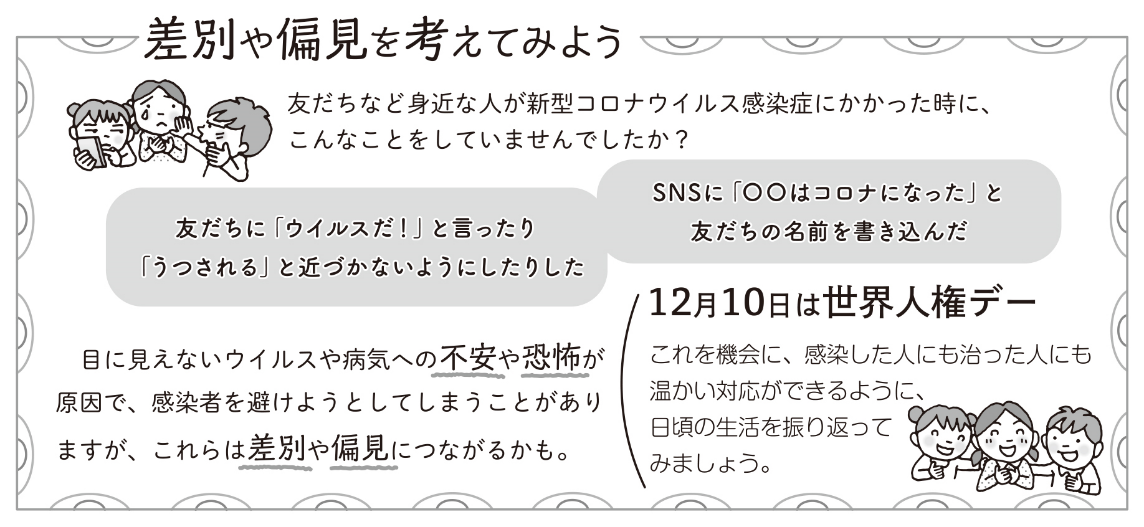 差別や偏見を考えてみよう
友だちなど身近な人が新型コロナウイルス感染症にかかった時に、
こんなことをしていませんでしたか？
SNSに「〇〇はコロナになった」と
友だちの名前を書き込んだ
友だちに「ウイルスだ！」と言ったり
「うつされる」と近づかないようにしたりした
目に見えないウイルスや病気への不安や恐怖が
原因で、感染者を避けようとしてしまうことがあり
ますが、これらは差別や偏見につながるかも。
12月10日は世界人権デー
これを機会に、感染した人にも治った人にも
温かい対応ができるように、
日頃の生活を振り返って
みましょう。